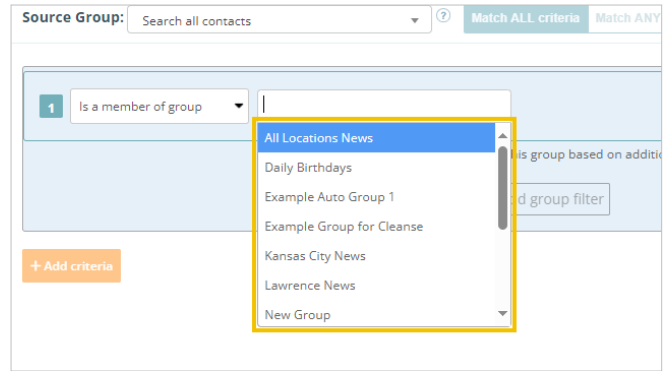 Source Group: Search all contacts ? Match ALL criteria Match ANY
1 Is a member of group
All Locations News
his group based on additio
Daily Birthdays
Example Auto Group 1
d group filter
Example Group for Cleanse
Kansas City News
+ Add criteria
Lawrence News
New Group